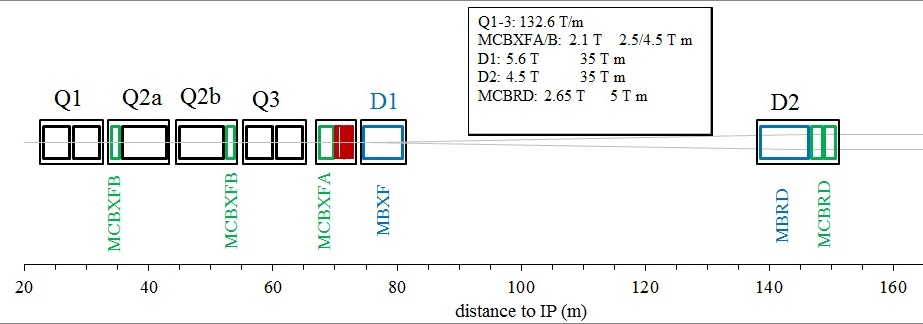 Q1-3: 132.6 T/m
MCBXFA/B: 2.1 T 2.5/4.5 T m
D1: 5.6 T 35 T m
D2: 4.5 T 35 T m
MCBRD: 2.65 T 5 T m
Q1 Q2a Q2b Q3 D1 D2
MCBXFB MCBXFB MCBXFA MBXF MBRD MCBRD
20 40 60 80 100 120 140 160
distance to IP (m)